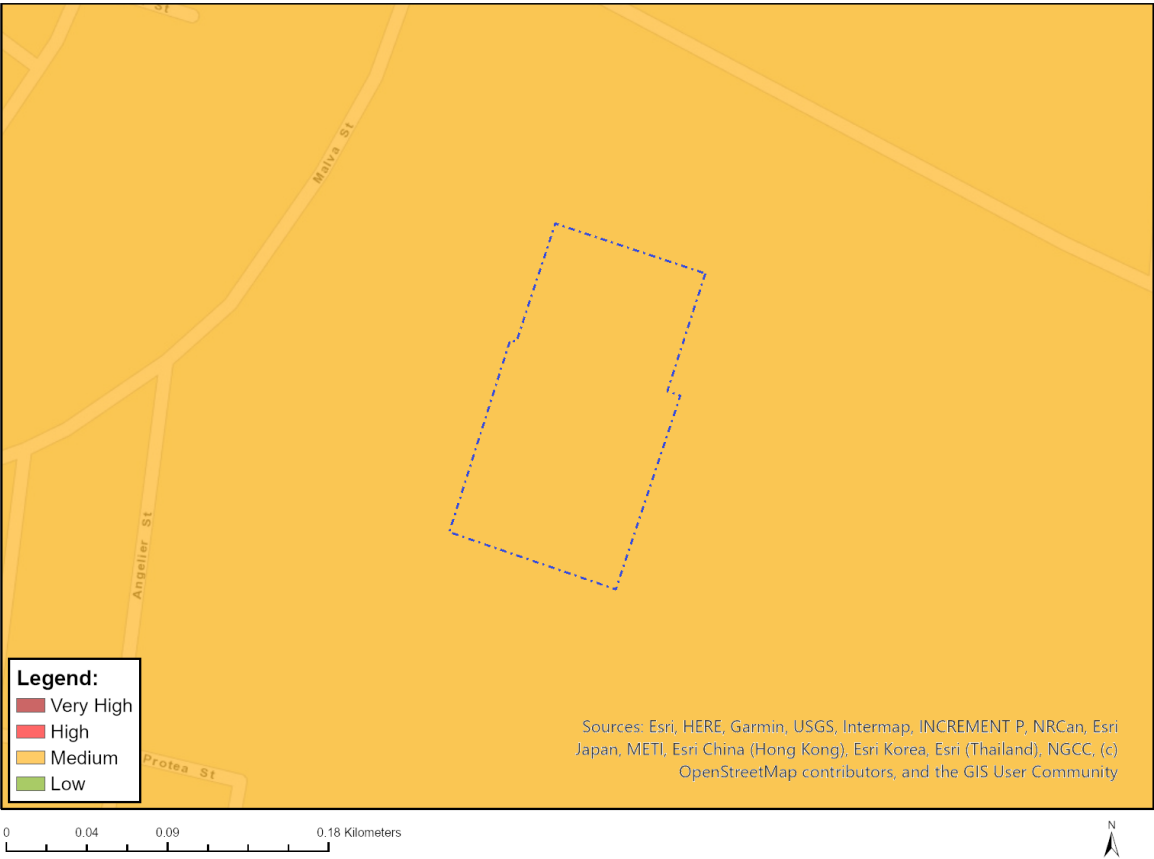 St
Malva St
Angelier St
Protea St
Legend:
Very High
High
Medium
Low
Sources: Esri, HERE, Garmin, USGS, Intermap, INCREMENT P, NRCan, Esri
Japan, METI, Esri China (Hong Kong), Esri Korea, Esri (Thailand), NGCC, (c)
OpenStreetMap contributors, and the GIS User Community
0 0.04 0.09 0.18 Kilometers
N